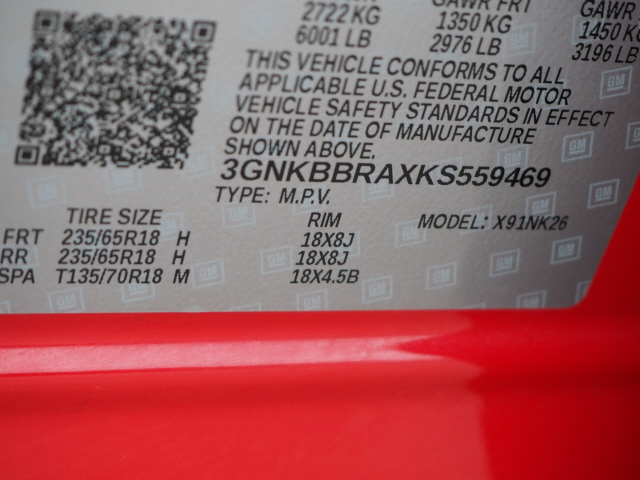 GAWR FRT GAWR
2722 KG 1350 KG 1450 KG
6001 LB 2976 LB 3196 LB
THIS VEHICLE CONFORMS TO ALL
APPLICABLE U.S. FEDERAL MOTOR
VEHICLE SAFETY STANDARDS IN EFFECT
ON THE DATE OF MANUFACTURE
SHOWN ABOVE.
3GNKBBRAXKS559469
TYPE: M.P.V.
TIRE SIZE RIM MODEL: X91NK26
FRT 235/65R18 H 18X8J
RR 235/65R18 H 18X8J
SPA T135/70R18 M 18X4.5B